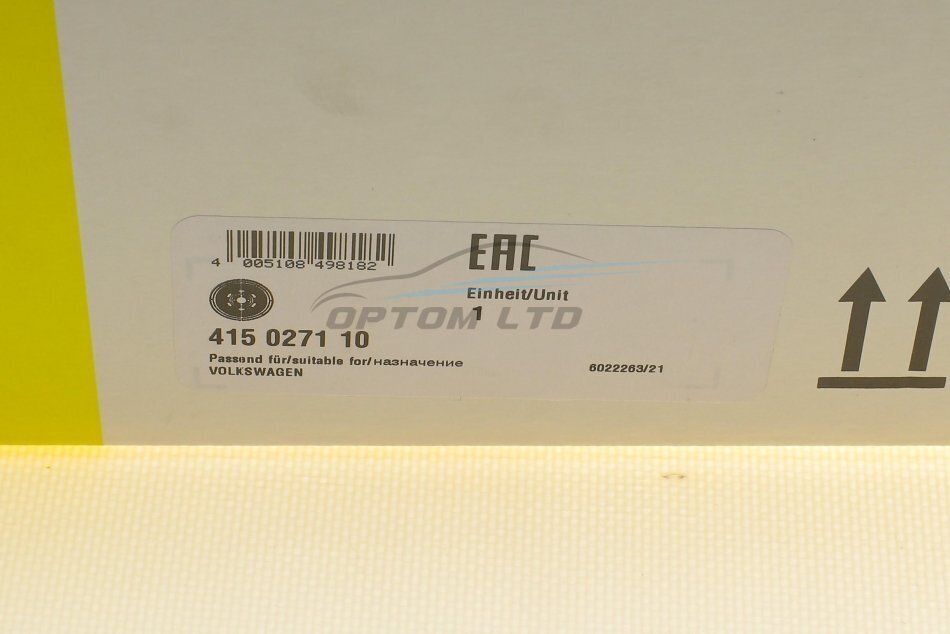 EAC
4 005108 498182
Einheit/Unit
1
OPTOM LTD
415 0271 10
Passend für/suitable for/назначение
VOLKSWAGEN
6022263/21